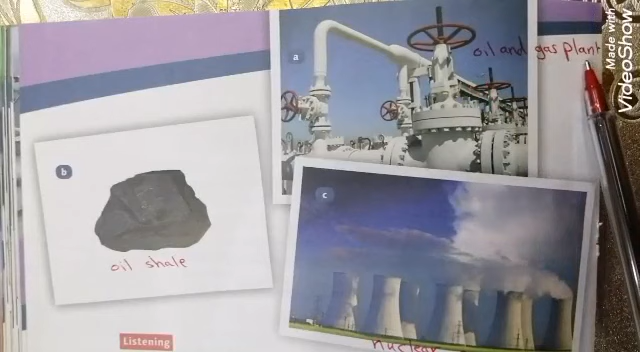 a
oil and gas plant
b
oil shale
c
nuclear
Listening
Made with
VideoShow